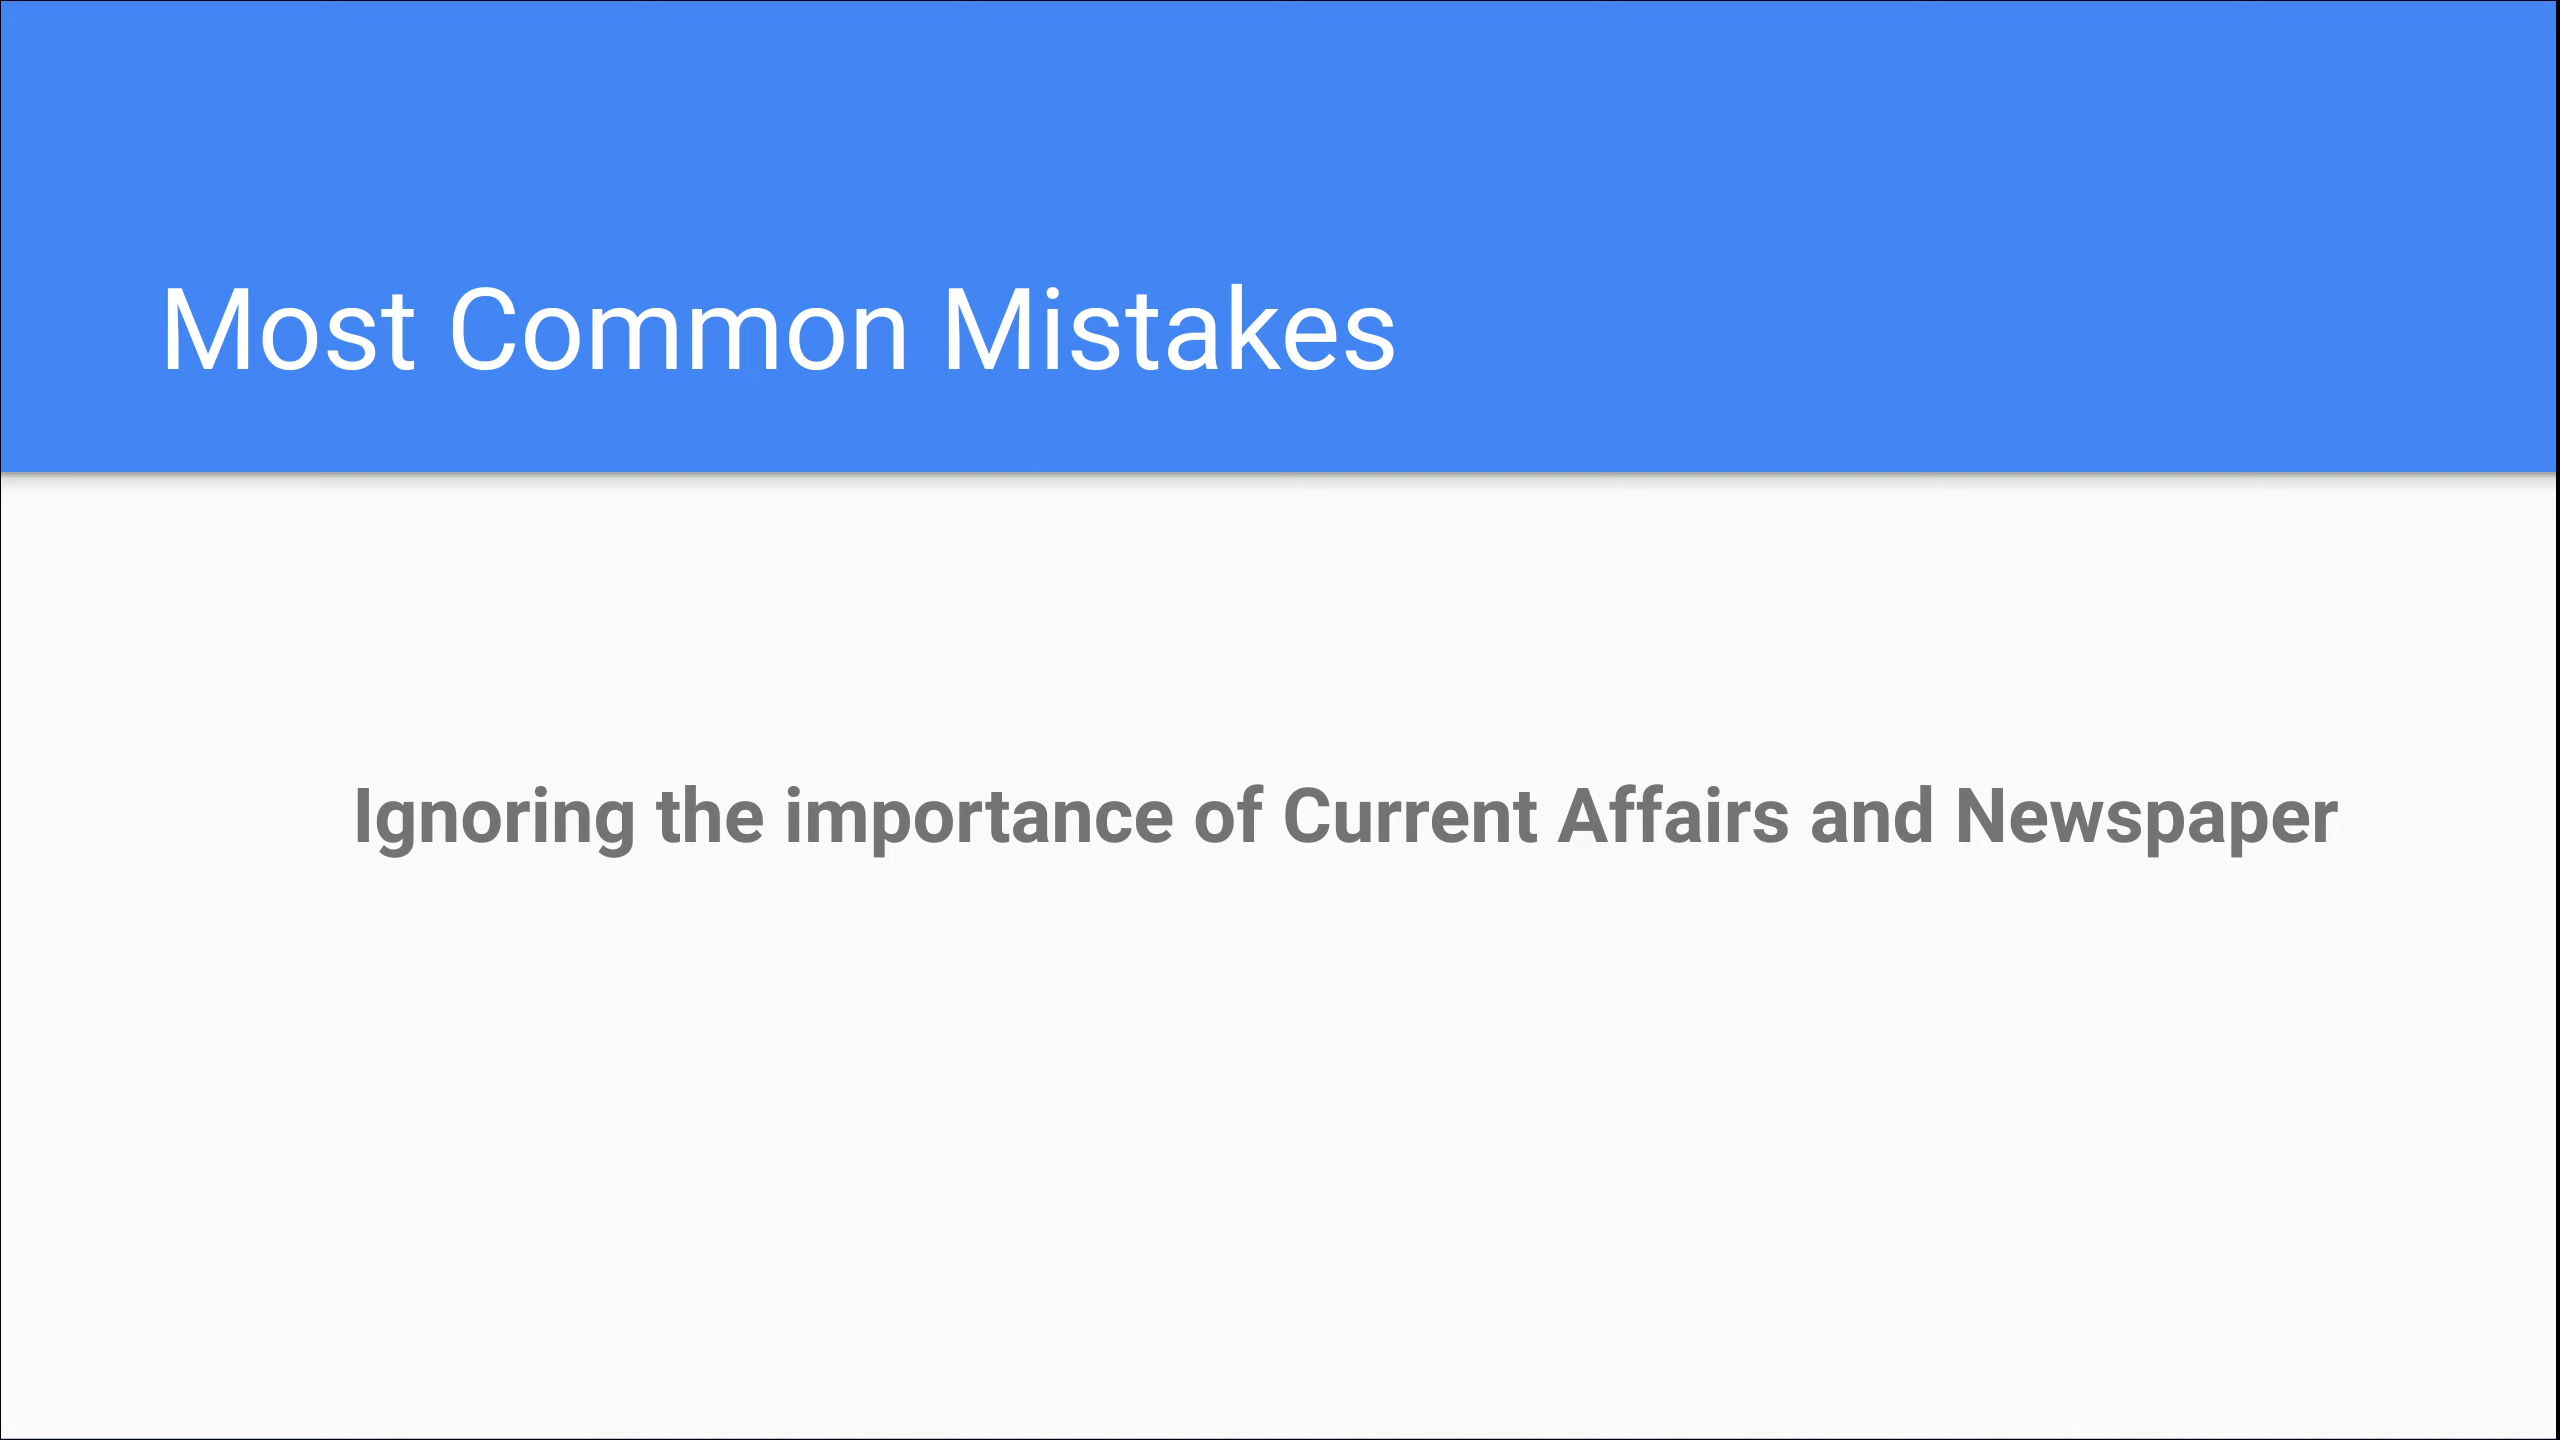 Most Common Mistakes
Ignoring the importance of Current Affairs and Newspaper